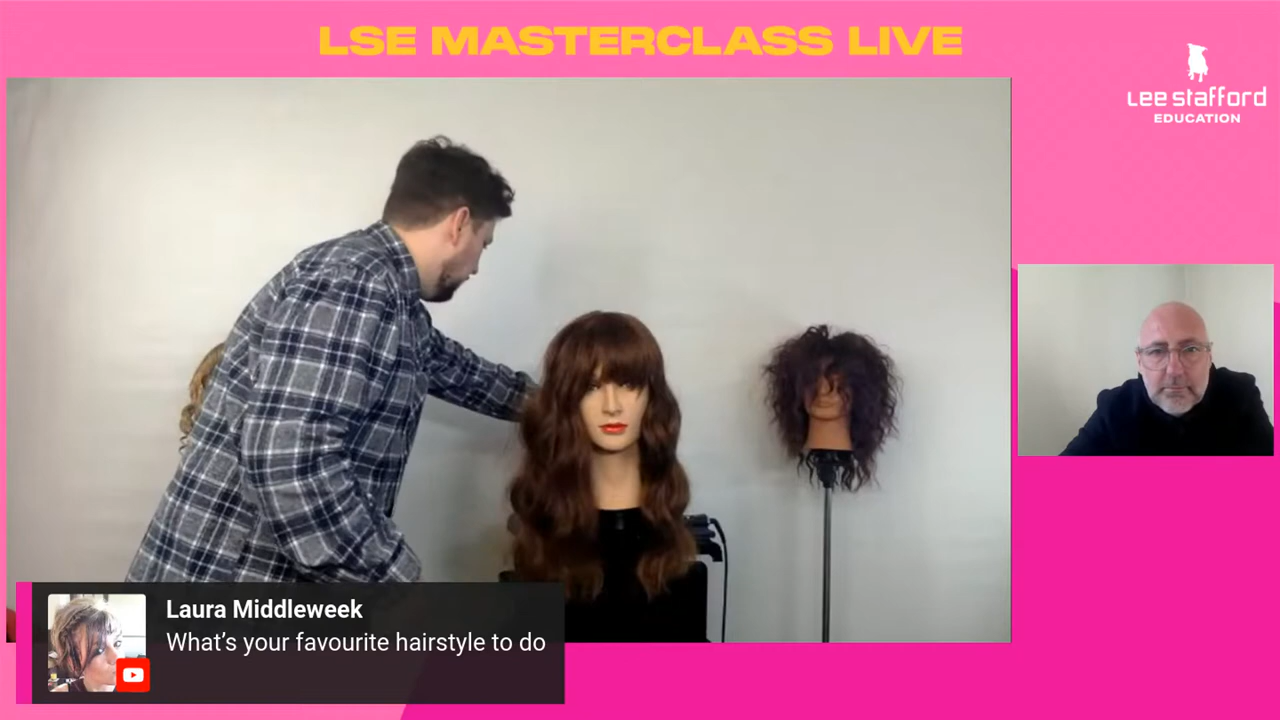 LSE MASTERCLASS LIVE
Lee stafford
EDUCATION
Laura Middleweek
What’s your favourite hairstyle to do